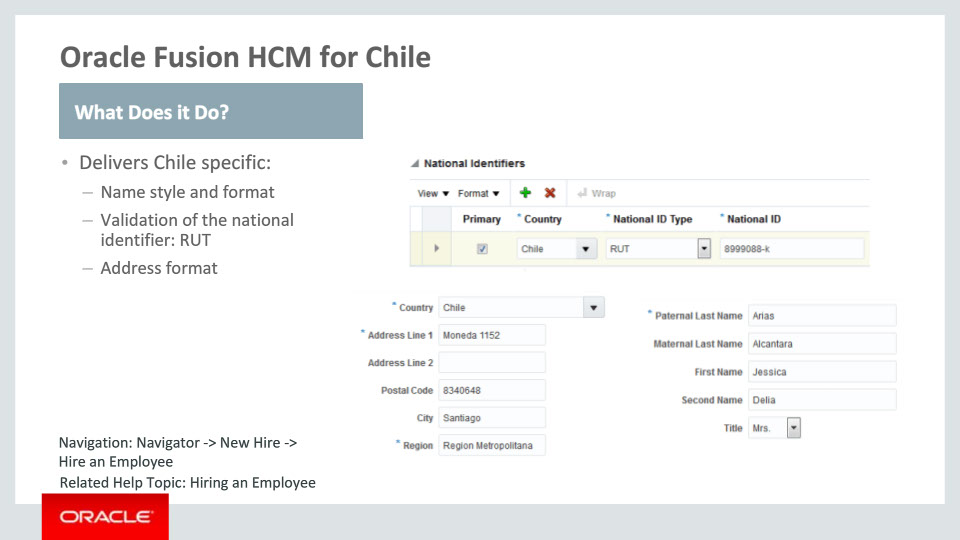 Oracle Fusion HCM for Chile
What Does it Do?
• Delivers Chile specific:
– Name style and format
– Validation of the national
identifier: RUT
– Address format
National Identifiers
View Format Wrap
Primary * Country * National ID Type * National ID
Chile RUT 8999088-k
* Country Chile
* Address Line 1 Moneda 1152
Address Line 2
Postal Code 8340648
City Santiago
* Region Region Metropolitana
* Paternal Last Name Arias
Maternal Last Name Alcantara
First Name Jessica
Second Name Delia
Title Mrs.
Navigation: Navigator -> New Hire ->
Hire an Employee
Related Help Topic: Hiring an Employee
ORACLE